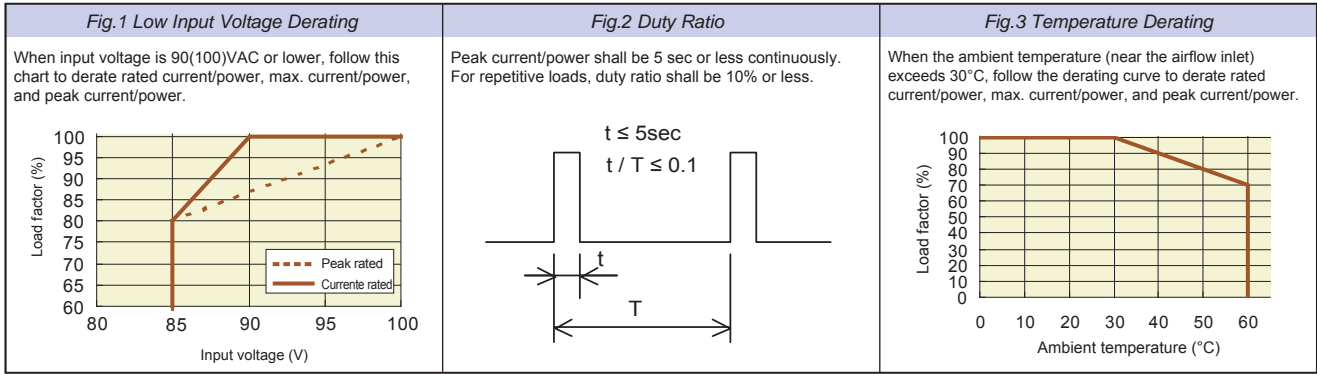 Fig.1 Low Input Voltage Derating
When input voltage is 90(100)VAC or lower, follow this
chart to derate rated current/power, max. current/power,
and peak current/power.
Load factor (%)
100
95
90
85
80
75
70
65
60
80
85
90
95
100
Peak rated
Currente rated
Input voltage (V)
Fig.2 Duty Ratio
Peak current/power shall be 5 sec or less continuously.
For repetitive loads, duty ratio shall be 10% or less.
t ≤ 5sec
t / T ≤ 0.1
t
T
Fig.3 Temperature Derating
When the ambient temperature (near the airflow inlet)
exceeds 30°C, follow the derating curve to derate rated
current/power, max. current/power, and peak current/power.
Load factor (%)
100
90
80
70
60
50
40
30
20
10
0
0
10
20
30
40
50
60
Ambient temperature (°C)